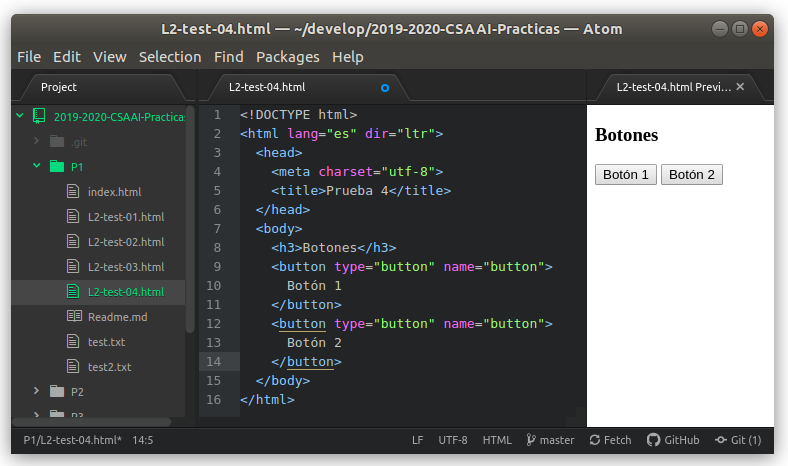 L2-test-04.html — ~/develop/2019-2020-CSAAI-Practicas — Atom
File Edit View Selection Find Packages Help
Project
L2-test-04.html
L2-test-04.html Previ...
2019-2020-CSAAI-Practicas
.git
P1
index.html
L2-test-01.html
L2-test-02.html
L2-test-03.html
L2-test-04.html
Readme.md
test.txt
test2.txt
P2
P3
1 <!DOCTYPE html>
2 <html lang="es" dir="ltr">
3 <head>
4 <meta charset="utf-8">
5 <title>Prueba 4</title>
6 </head>
7 <body>
8 <h3>Botones</h3>
9 <button type="button" name="button">
10 Botón 1
11 </button>
12 <button type="button" name="button">
13 Botón 2
14 </button>
15 </body>
16 </html>
Botones
Botón 1 Botón 2
P1/L2-test-04.html* 14:5 LF UTF-8 HTML master Fetch GitHub Git (1)